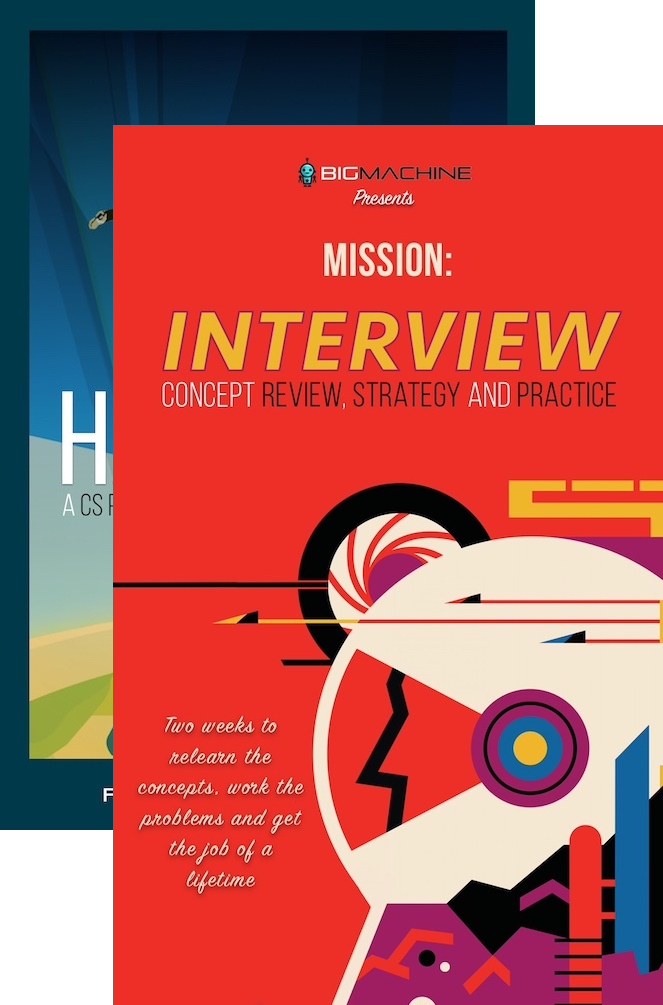 BIGMACHINE
Presents
MISSION:
INTERVIEW
CONCEPT REVIEW, STRATEGY AND PRACTICE
H
A CS
Two weeks to
relearn the
concepts, work the
problems and get
the job of a
lifetime
F